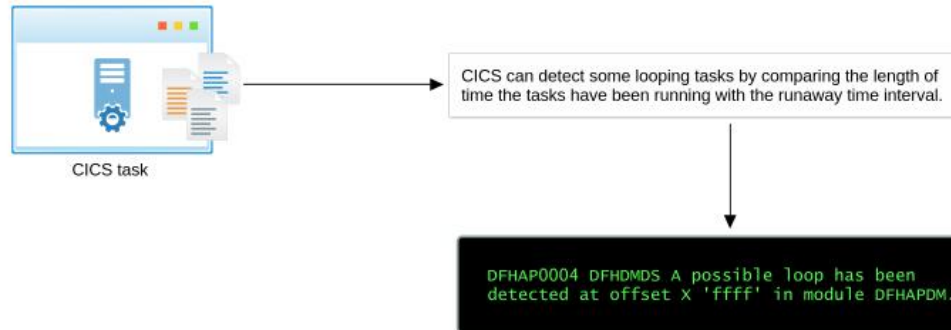 CICS can detect some looping tasks by comparing the length of
time the tasks have been running with the runaway time interval.
CICS task
DFHAP0004 DFHDMDS A possible loop has been
detected at offset X 'ffff' in module DFHAPDM.